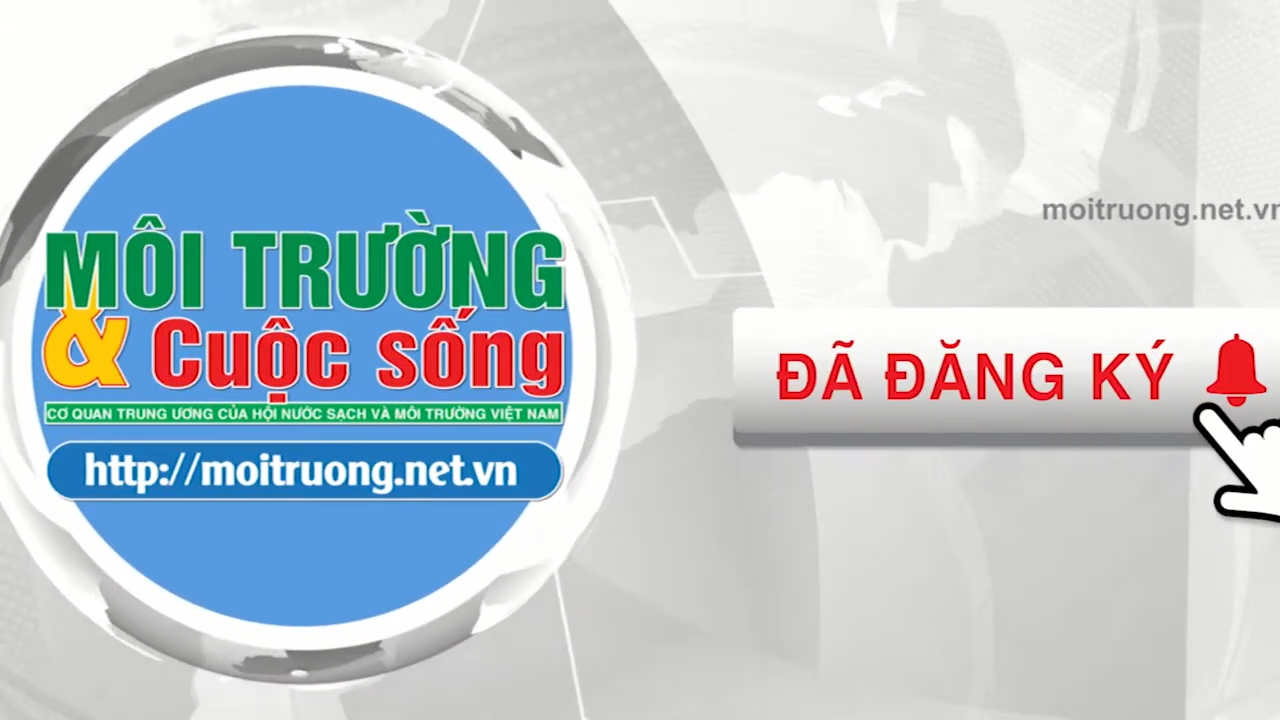 MÔI TRƯỜNG
& Cuộc sống
CƠ QUAN TRUNG ƯƠNG CỦA HỘI NƯỚC SẠCH VÀ MÔI TRƯỜNG VIỆT NAM
http://moitruong.net.vn
moitruong.net.vn
ĐÃ ĐĂNG KÝ